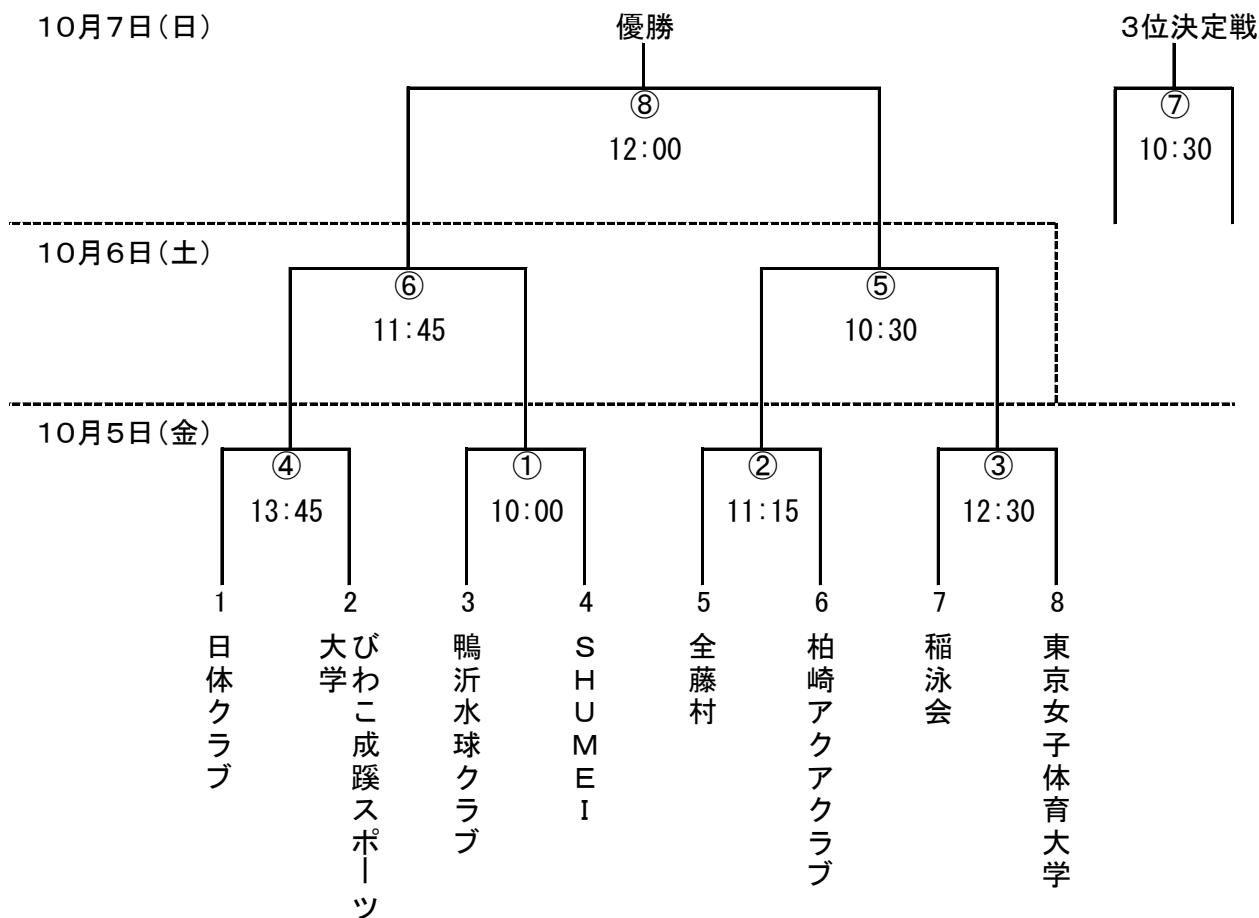 10月7日(日)
優勝
3位決定戦
⑧
⑦
12:00
10:30
10月6日(土)
⑥
⑤
11:45
10:30
10月5日(金)
④
①
②
③
13:45
10:00
11:15
12:30
1
2
3
4
5
6
7
8
日体クラブ
びわこ成蹊スポーツ
大学
鴨沂水球クラブ
SHUMEI
全藤村
柏崎アクアクラブ
稲泳会
東京女子体育大学